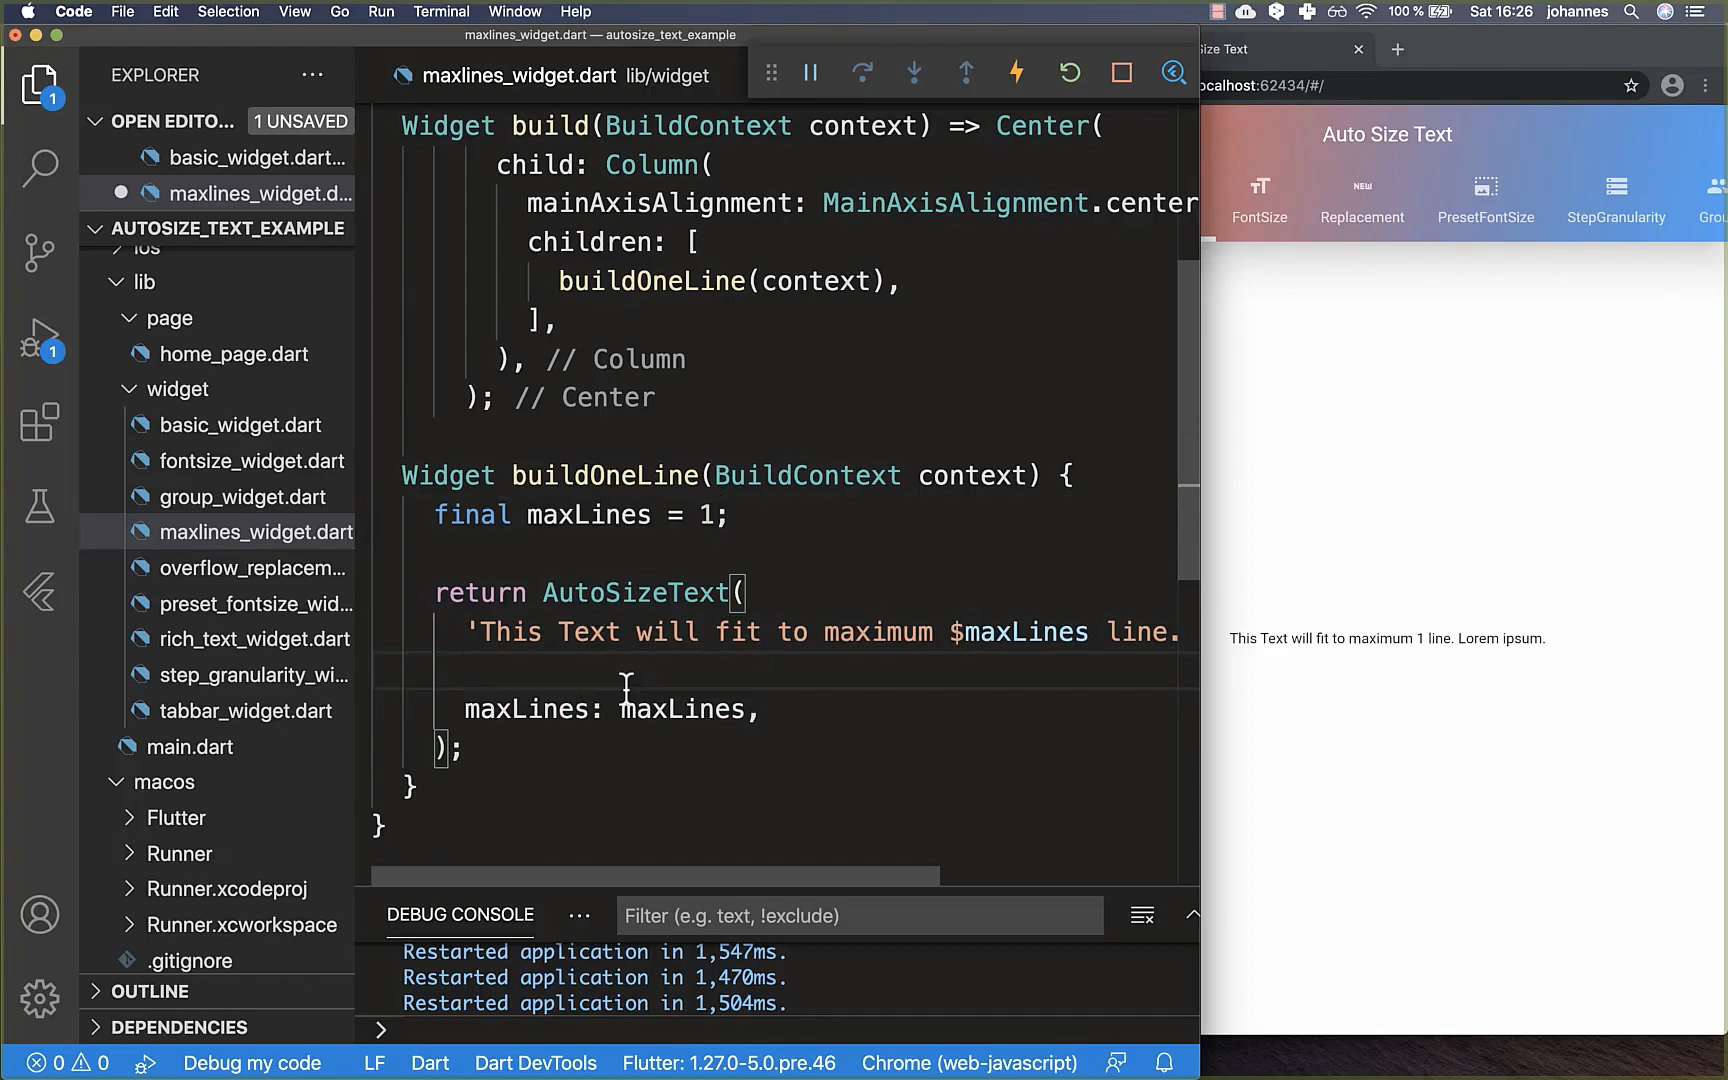 Code File Edit Selection View Go Run Terminal Window Help 100 % Sat 16:26 johannes
maxlines_widget.dart — autosize_text_example
EXPLORER ···
OPEN EDITO... 1 UNSAVED
basic_widget.dart...
maxlines_widget.d...
AUTOSIZE_TEXT_EXAMPLE
ios
lib
page
home_page.dart
widget
basic_widget.dart
fontsize_widget.dart
group_widget.dart
maxlines_widget.dart
overflow_replacem...
preset_fontsize_wid...
rich_text_widget.dart
step_granularity_wi...
tabbar_widget.dart
main.dart
macos
Flutter
Runner
Runner.xcodeproj
Runner.xcworkspace
.gitignore
OUTLINE
DEPENDENCIES
1
1
maxlines_widget.dart lib/widget
Widget build(BuildContext context) => Center(
child: Column(
mainAxisAlignment: MainAxisAlignment.center
children: [
buildOneLine(context),
],
), // Column
); // Center
Widget buildOneLine(BuildContext context) {
final maxLines = 1;
return AutoSizeText(
'This Text will fit to maximum $maxLines line.
maxLines: maxLines,
);
}
}
DEBUG CONSOLE ··· Filter (e.g. text, !exclude)
Restarted application in 1,547ms.
Restarted application in 1,470ms.
Restarted application in 1,504ms.
0 0 Debug my code LF Dart Dart DevTools Flutter: 1.27.0-5.0.pre.46 Chrome (web-javascript)
Size Text
ocalhost:62434/#/
Auto Size Text
NEW
FontSize Replacement PresetFontSize StepGranularity Grou
This Text will fit to maximum 1 line. Lorem ipsum.